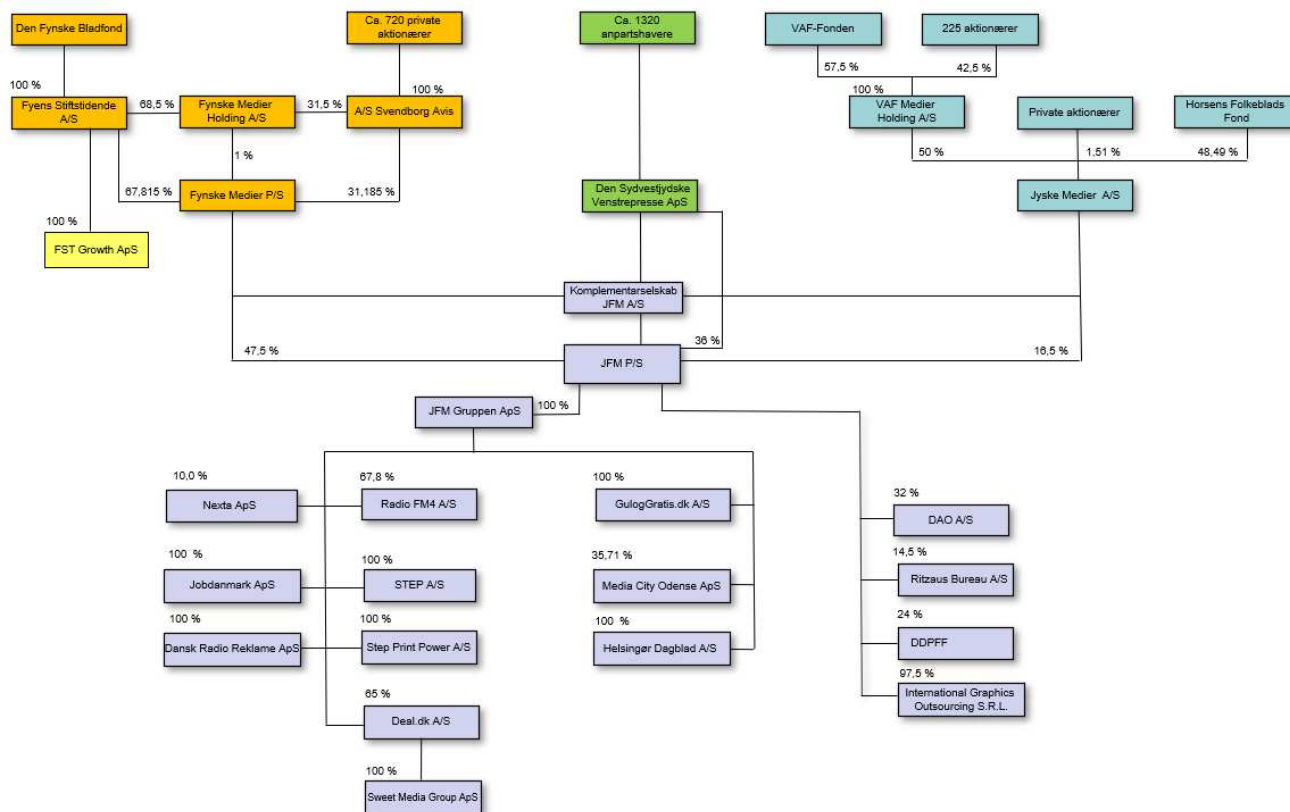 Den Fynske Bladfond
Ca. 720 private
aktionærer
Ca. 1320
anpartshavere
VAF-Fonden
225 aktionærer
57,5 %
42,5 %
100 %
100 %
100 %
Fyens Stiftstidende
A/S
68,5 %
Fynske Medier
Holding A/S
31,5 %
A/S Svendborg Avis
VAF Medier
Holding A/S
Private aktionærer
Horsens Folkeblads
Fond
1 %
50 %
1,51 %
48,49 %
67,815 %
Fynske Medier P/S
31,185 %
Den Sydvestjydske
Venstrepresse ApS
Jyske Medier A/S
100 %
FST Growth ApS
Komplementarselskab
JFM A/S
47,5 %
36 %
16,5 %
JFM P/S
JFM Gruppen ApS
100 %
10,0 %
67,8 %
100 %
Nexta ApS
Radio FM4 A/S
GulogGratis.dk A/S
32 %
DAO A/S
100 %
100 %
35,71 %
14,5 %
Jobdanmark ApS
STEP A/S
Media City Odense ApS
Ritzaus Bureau A/S
100 %
100 %
100 %
24 %
Dansk Radio Reklame ApS
Step Print Power A/S
Helsingør Dagblad A/S
DDPFF
97,5 %
International Graphics
Outsourcing S.R.L.
65 %
Deal.dk A/S
100 %
Sweet Media Group ApS